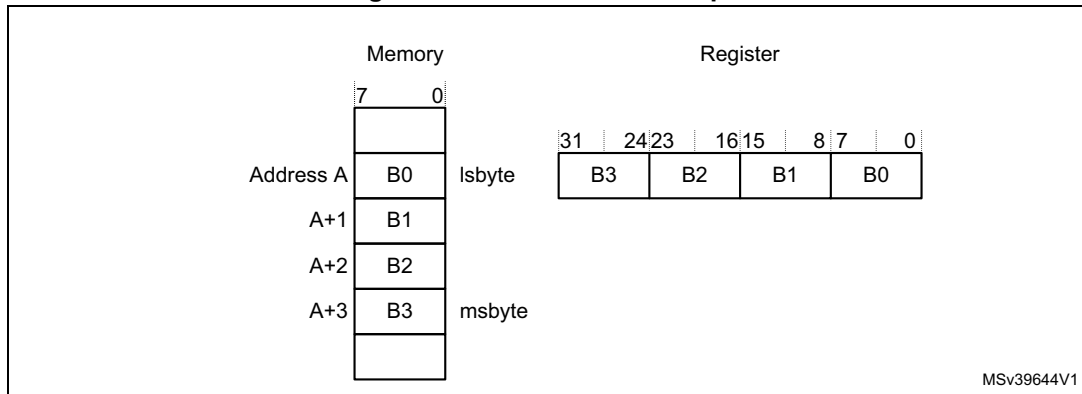 Memory
Register
7 0
31 24 23 16 15 8 7 0
Address A B0 lsbyte
B3 B2 B1 B0
A+1 B1
A+2 B2
A+3 B3 msbyte
MSv39644V1